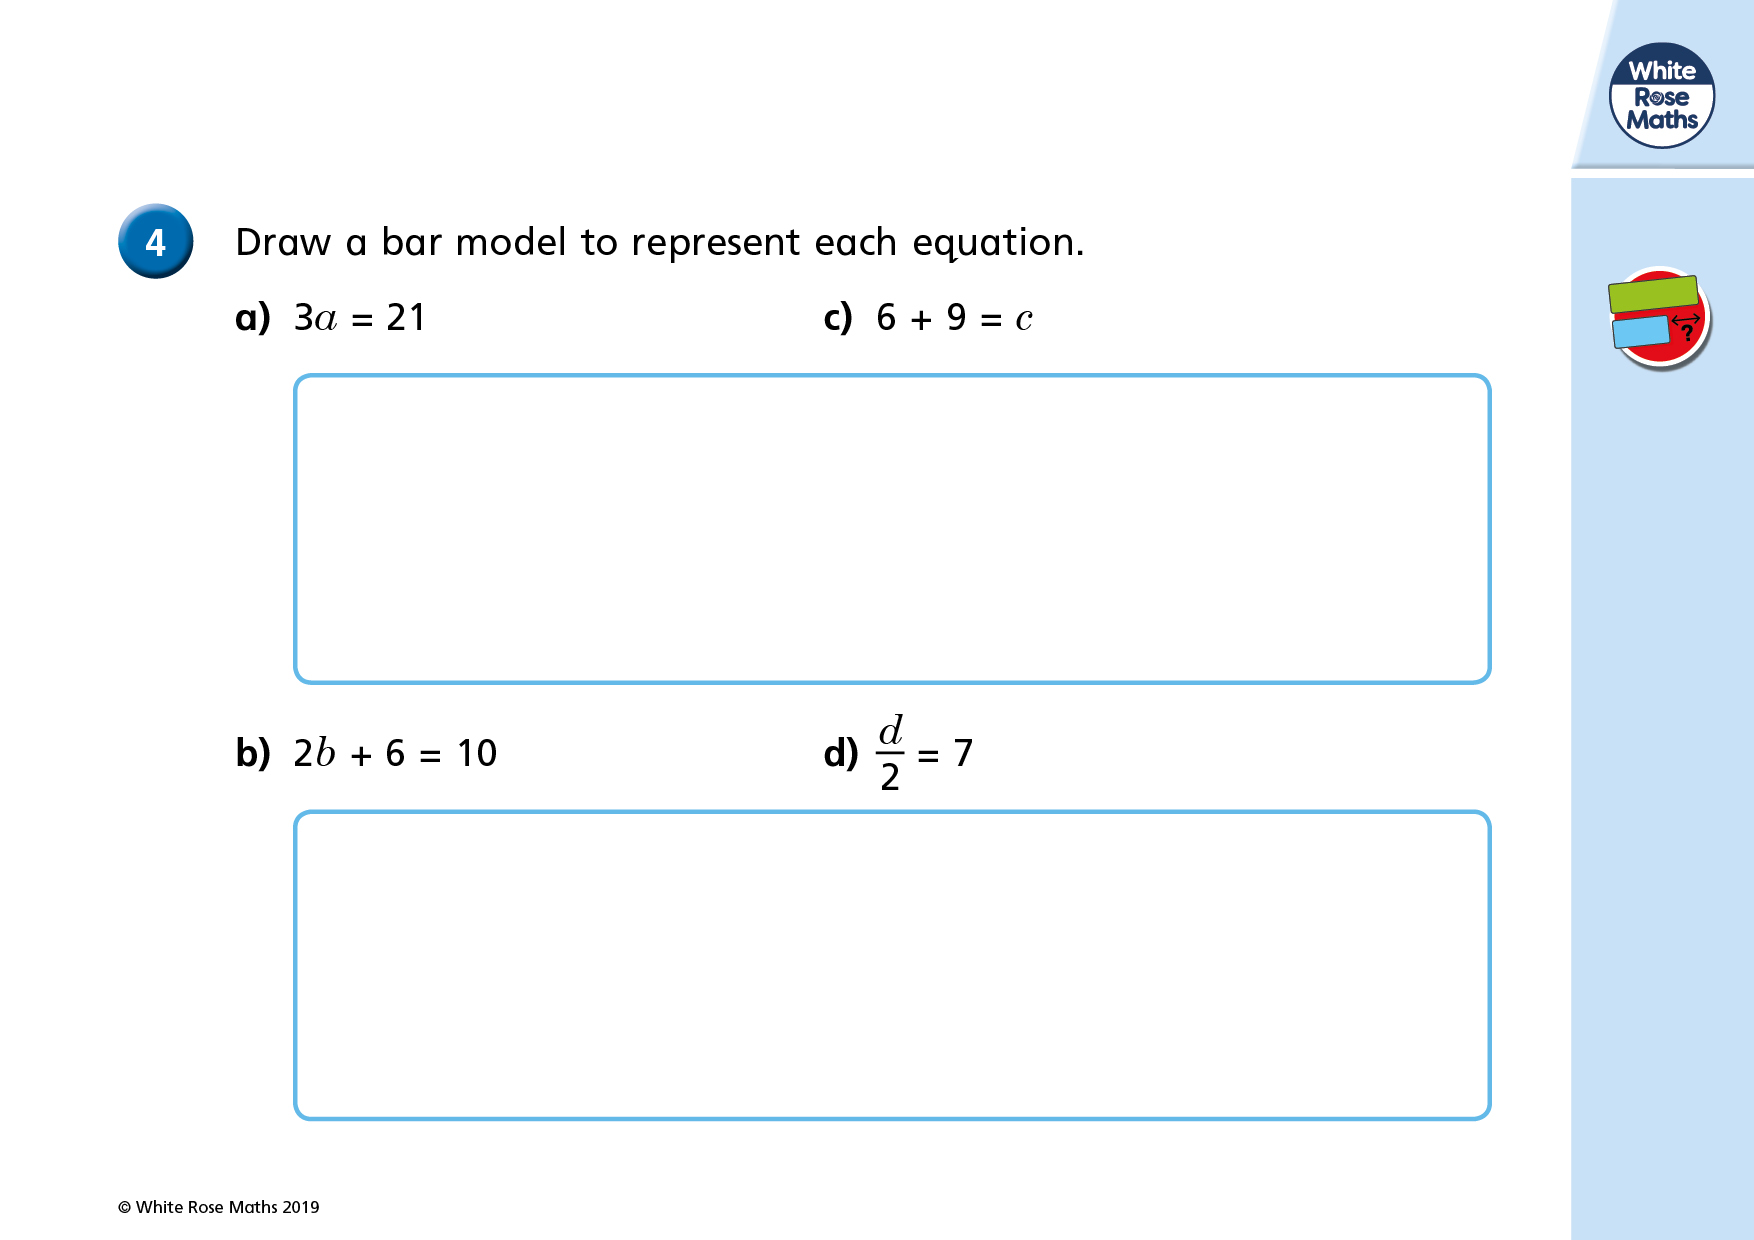 White
Rose
Maths
4 Draw a bar model to represent each equation.
a) 3a = 21 c) 6 + 9 = c
?
b) 2b + 6 = 10 d) d/2 = 7
© White Rose Maths 2019